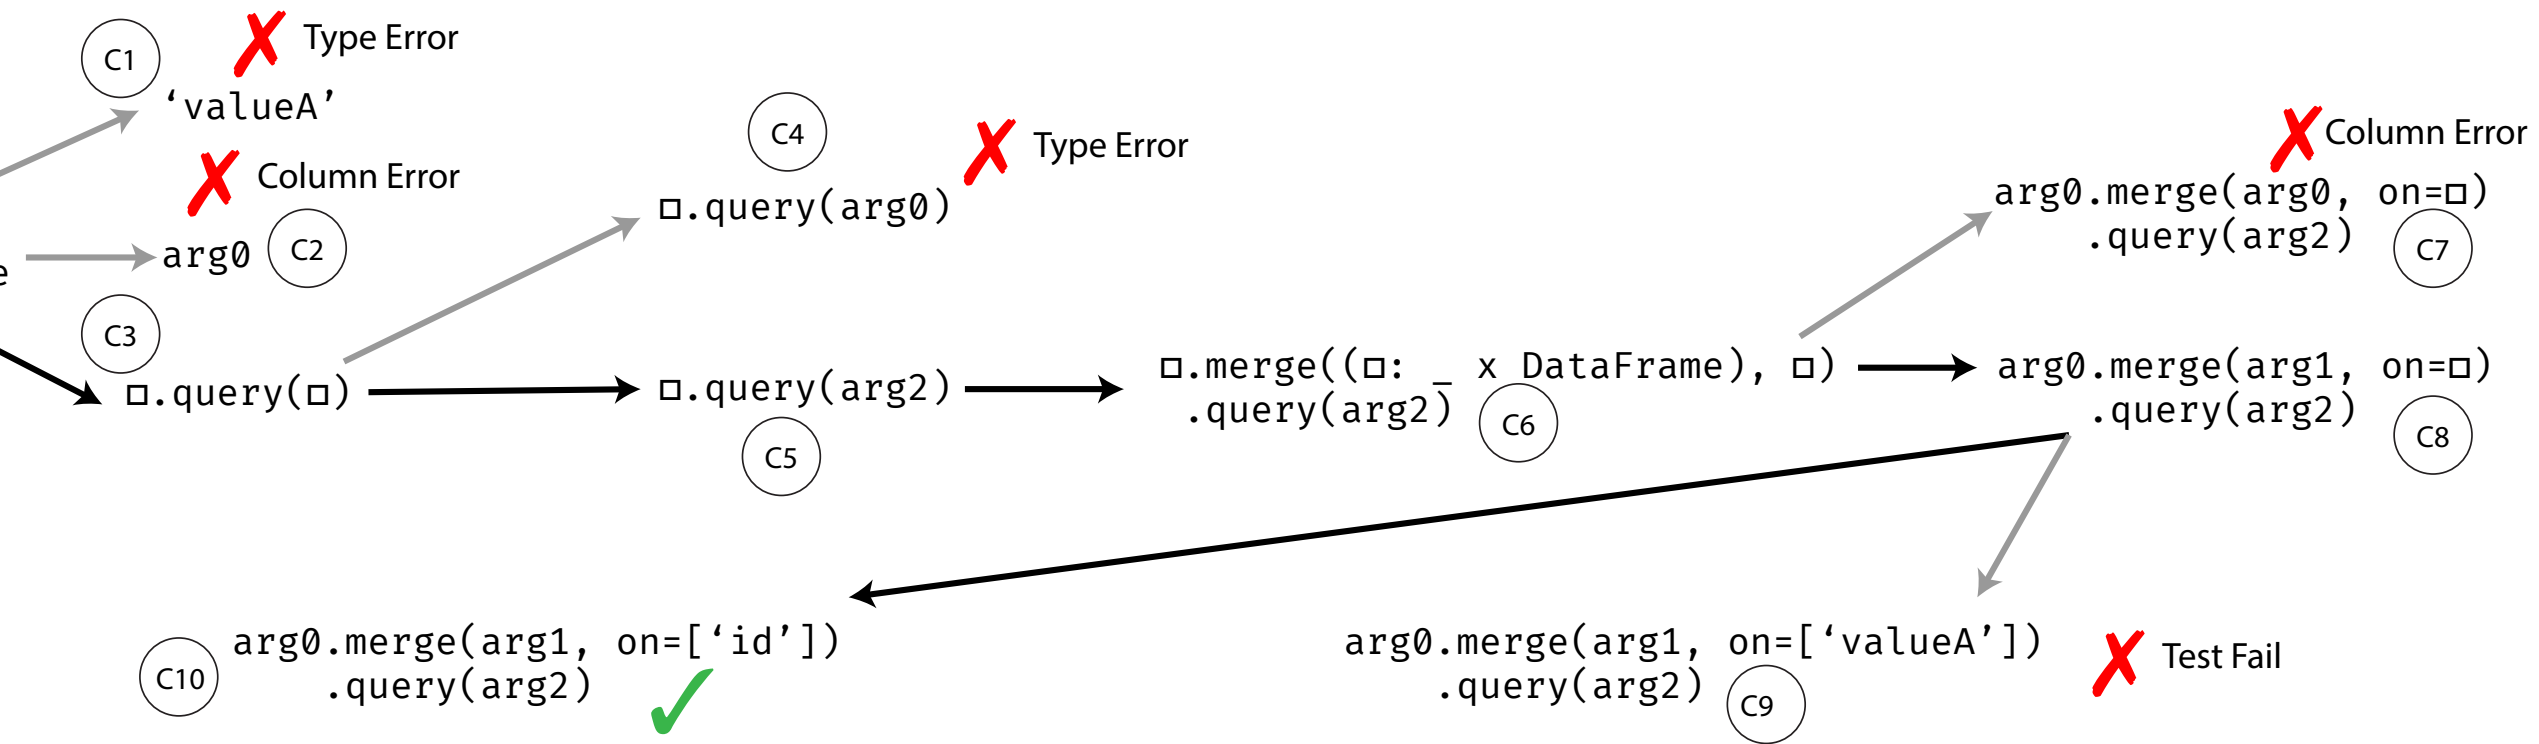 C1
Type Error
‘valueA’
Column Error
arg0
C2
e
C3
□.query(□)
C4
Type Error
□.query(arg0)
□.query(arg2)
C5
□.merge((□: _ x DataFrame), □)
.query(arg2)
C6
Column Error
arg0.merge(arg0, on=□)
.query(arg2)
C7
arg0.merge(arg1, on=□)
.query(arg2)
C8
C10
arg0.merge(arg1, on=[‘id’])
.query(arg2)
arg0.merge(arg1, on=[‘valueA’])
.query(arg2)
C9
Test Fail